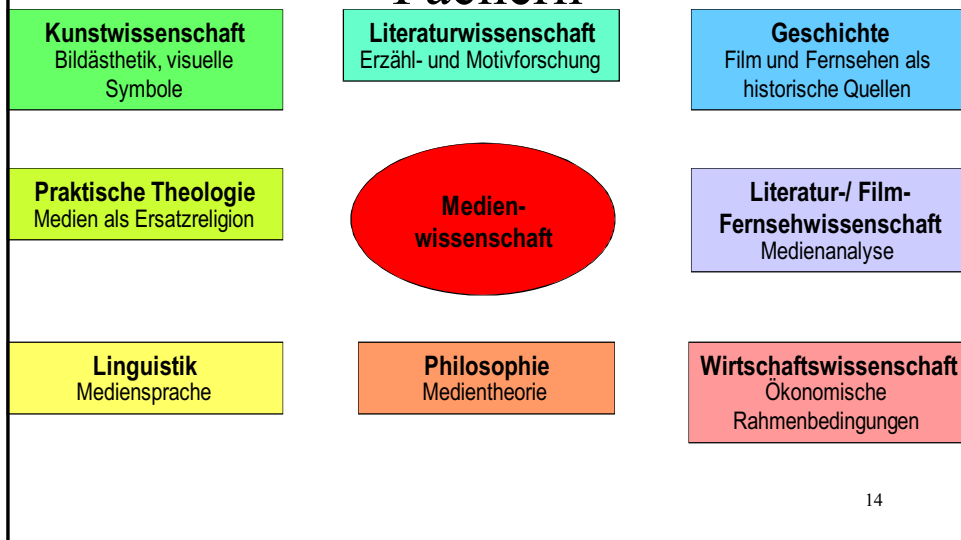 Fächern
Kunstwissenschaft
Bildästhetik, visuelle
Symbole
Literaturwissenschaft
Erzähl- und Motivforschung
Geschichte
Film und Fernsehen als
historische Quellen
Praktische Theologie
Medien als Ersatzreligion
Medien-
wissenschaft
Literatur-/ Film-
Fernsehwissenschaft
Medienanalyse
Linguistik
Mediensprache
Philosophie
Medientheorie
Wirtschaftswissenschaft
Ökonomische
Rahmenbedingungen
14